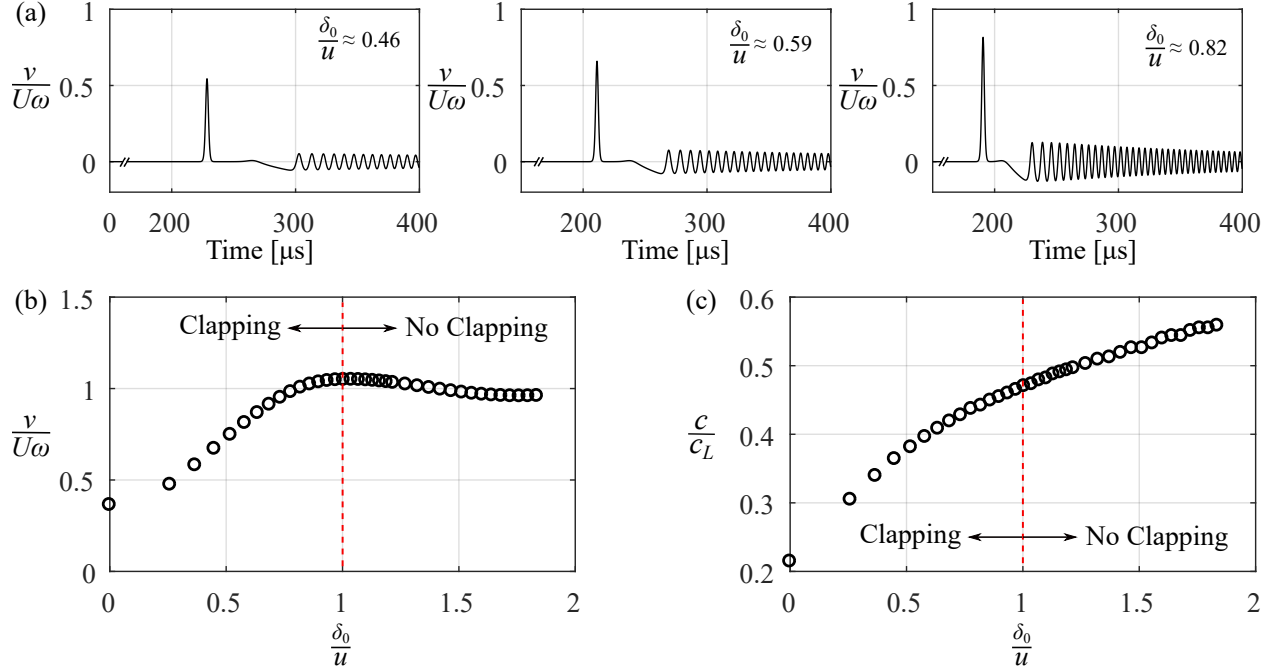 (a)
1
0.5
0
v/Uω
δ₀/u ≈ 0.46
0 200 300 400
Time [μs]
1
0.5
0
v/Uω
δ₀/u ≈ 0.59
200 300 400
Time [μs]
1
0.5
0
v/Uω
δ₀/u ≈ 0.82
200 300 400
Time [μs]
(b)
1.5
1
0.5
0
v/Uω
Clapping No Clapping
0 0.5 1 1.5 2
δ₀/u
(c)
0.6
0.5
0.4
0.3
0.2
c/c_L
Clapping No Clapping
0 0.5 1 1.5 2
δ₀/u